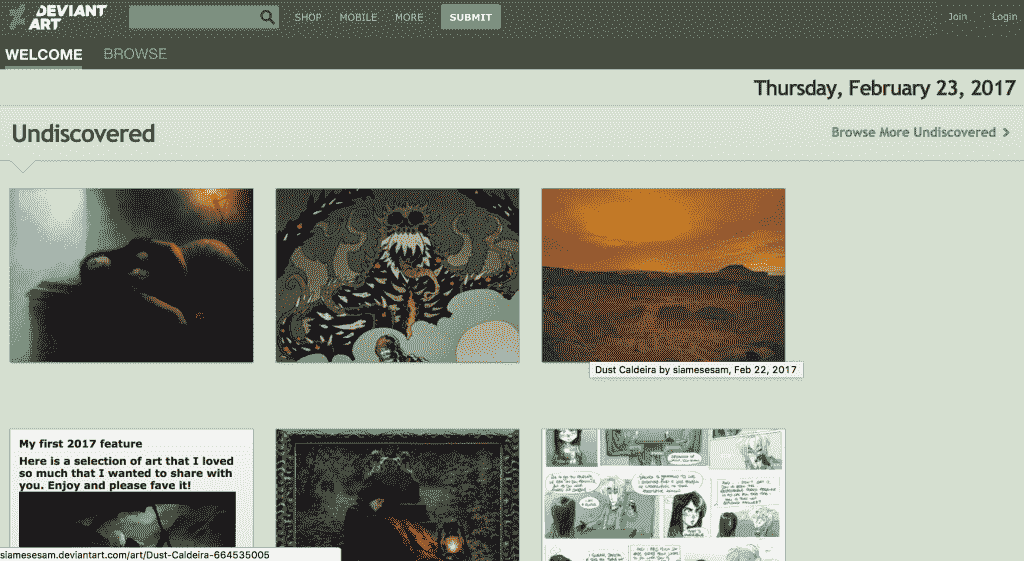 DEVIANT
ART
SHOP MOBILE MORE SUBMIT Join Login
WELCOME BROWSE
Thursday, February 23, 2017
Undiscovered
Browse More Undiscovered >
Dust Caldeira by siamesesam, Feb 22, 2017
My first 2017 feature
Here is a selection of art that I loved
so much that I wanted to share with
you. Enjoy and please fave it!
siamesesam.deviantart.com/art/Dust-Caldeira-664535005